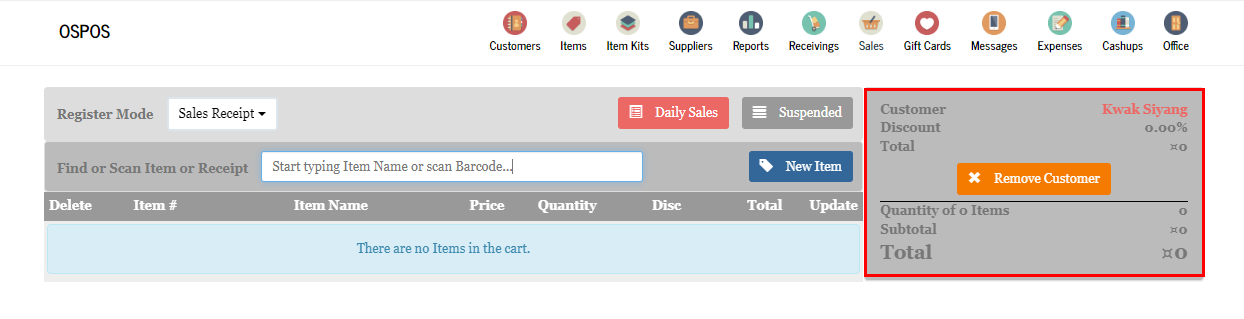 OSPOS
Customers Items Item Kits Suppliers Reports Receivings Sales Gift Cards Messages Expenses Cashups Office
Register Mode Sales Receipt Daily Sales Suspended
Find or Scan Item or Receipt Start typing Item Name or scan Barcode... New Item
Delete Item # Item Name Price Quantity Disc Total Update
There are no Items in the cart.
Customer Kwak Siyang
Discount 0.00%
Total ¤0
Remove Customer
Quantity of 0 Items 0
Subtotal ¤0
Total ¤0